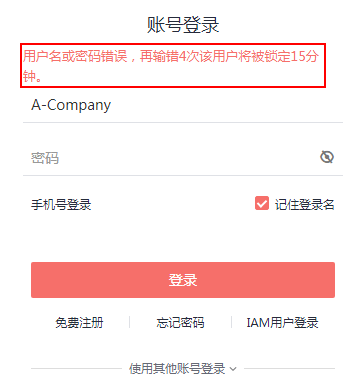 账号登录
用户名或密码错误，再输错4次该用户将被锁定15分
钟。
A-Company
密码
手机号登录 记住登录名
登录
免费注册 忘记密码 IAM用户登录
使用其他账号登录